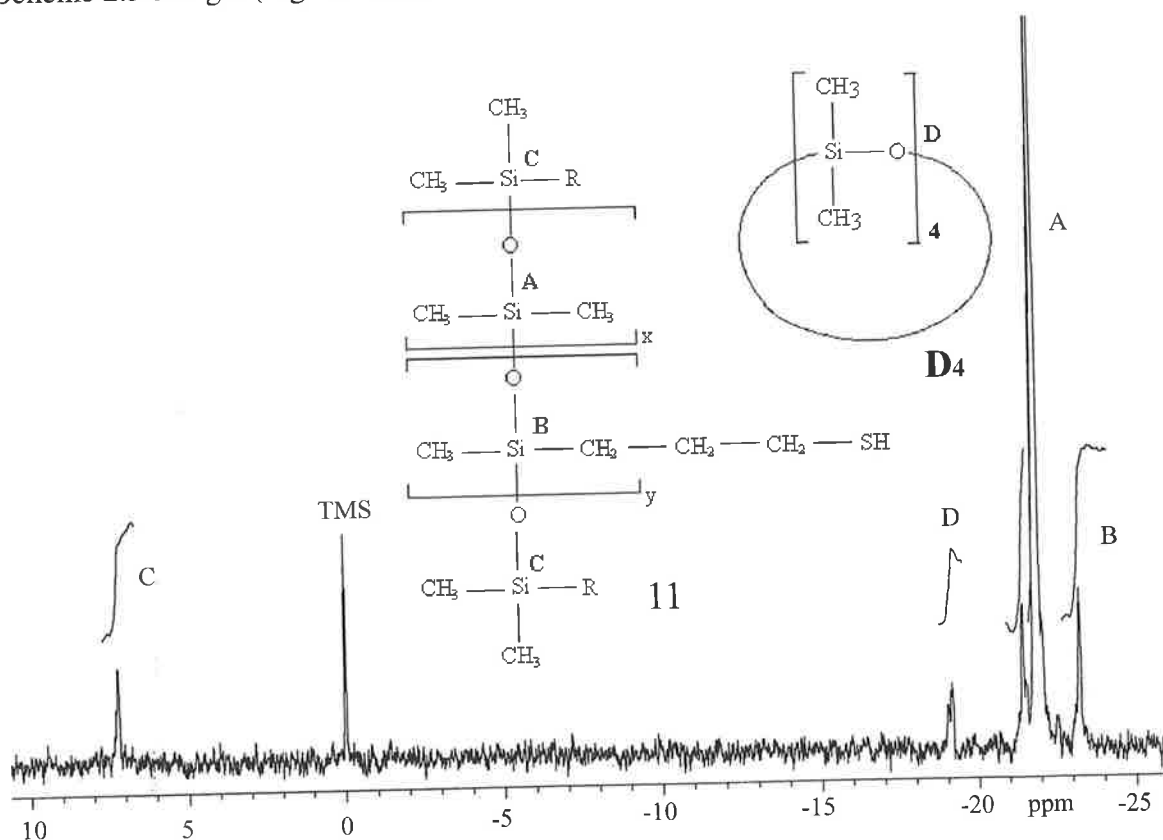 CH₃
C
CH₃ Si R
O
A
CH₃ Si CH₃
x
O
B
CH₃ Si CH₂ CH₂ CH₂ SH
y
O
C
CH₃ Si R
CH₃
11
CH3
D
Si O
CH3
4
D4
C
TMS
D
A
B
10 5 0 -5 -10 -15 -20 ppm -25